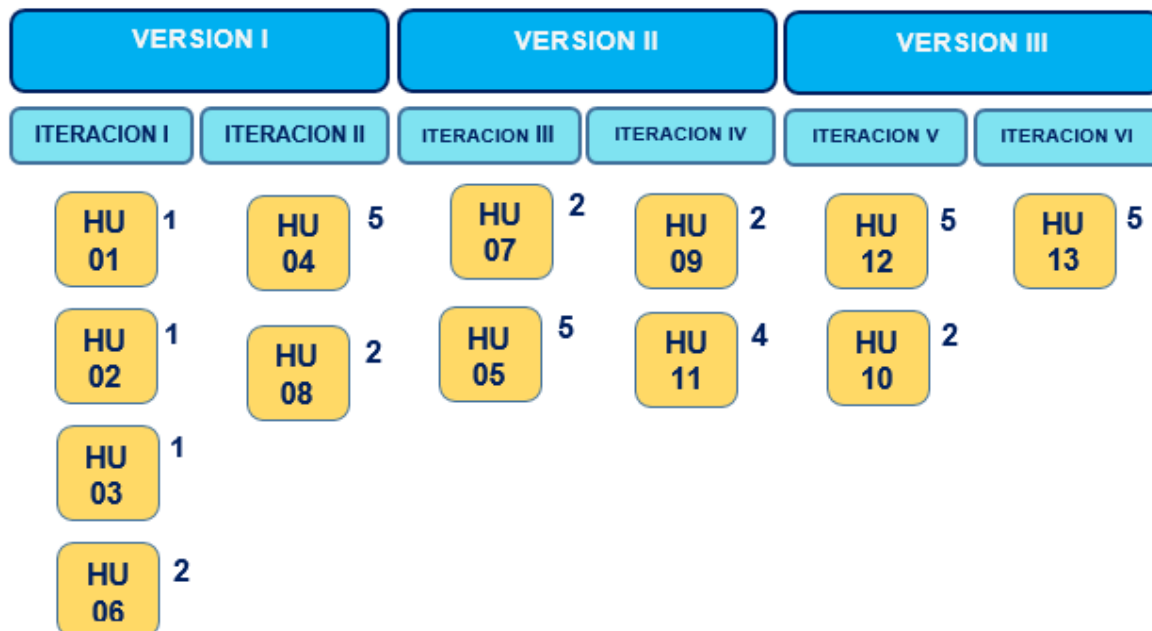 VERSION I
VERSION II
VERSION III
ITERACION I
ITERACION II
ITERACION III
ITERACION IV
ITERACION V
ITERACION VI
HU
01
1
HU
04
5
HU
07
2
HU
09
2
HU
12
5
HU
13
5
HU
02
1
HU
08
2
HU
05
5
HU
11
4
HU
10
2
HU
03
1
HU
06
2